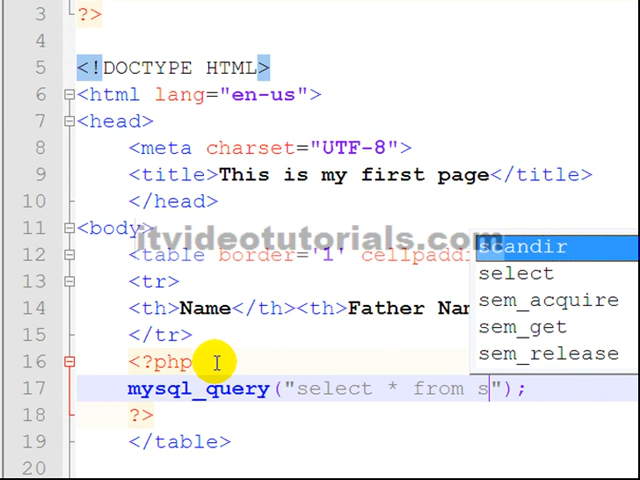 3 ?>
4
5 <!DOCTYPE HTML>
6 <html lang="en-us">
7 <head>
8 <meta charset="UTF-8">
9 <title>This is my first page</title>
10 </head>
11 <body>
itvideotutorials.com
scandir
12 <table border='1' cellpaddi
select
13 <tr>
sem_acquire
14 <th>Name</th><th>Father Nam
sem_get
15 </tr>
sem_release
16 <?php
17 mysql_query("select * from s");
18 ?>
19 </table>
20